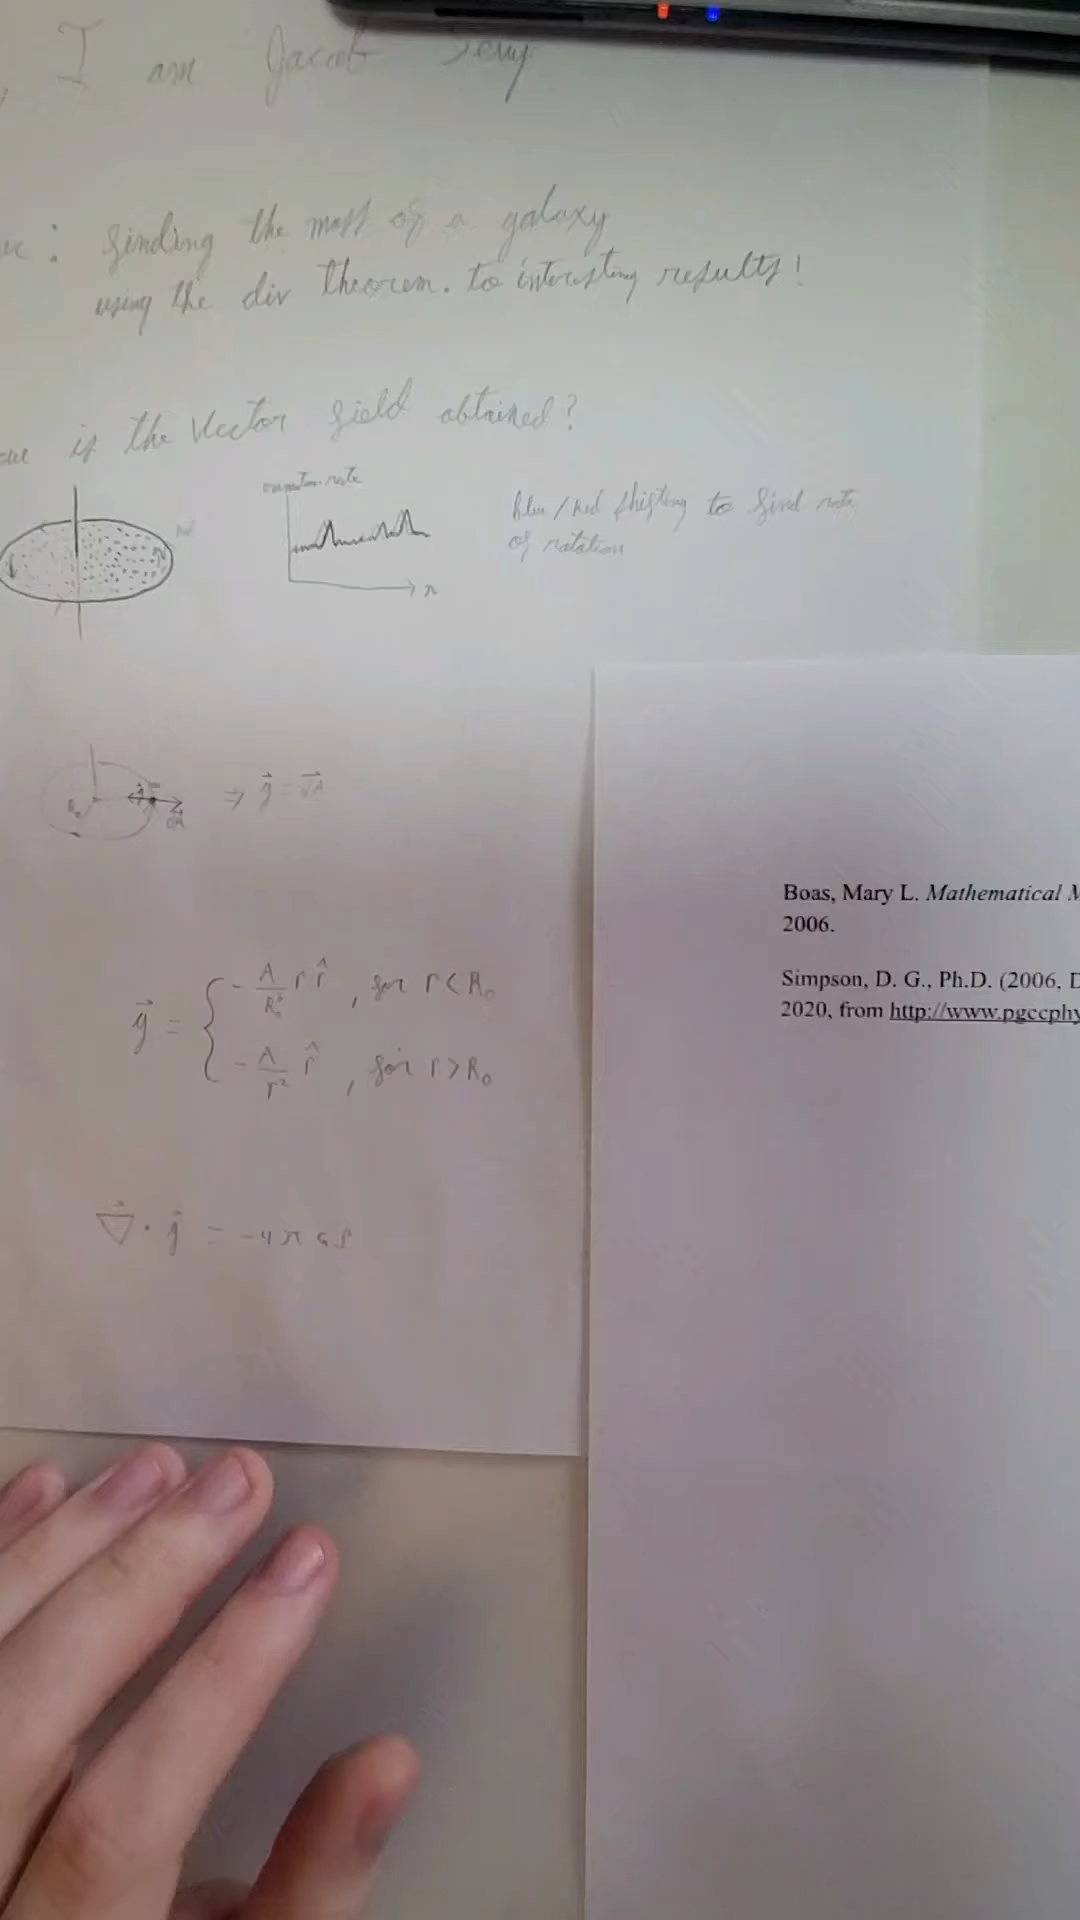 I am Jacob
: finding the mass of a galaxy
using the div theorem. to interesting results!
is the vector field obtained?
rate
blue/red shifting to find rate
of rotation
r
R₀
dA
⇒ g⃗ =
g⃗ = { - A/R₀³ r r̂ , for r < R₀
- A/r² r̂ , for r > R₀
∇⃗ · g⃗ = -4πGρ
Boas, Mary L. Mathematical M
2006.
Simpson, D. G., Ph.D. (2006, D
2020, from http://www.pgccphy